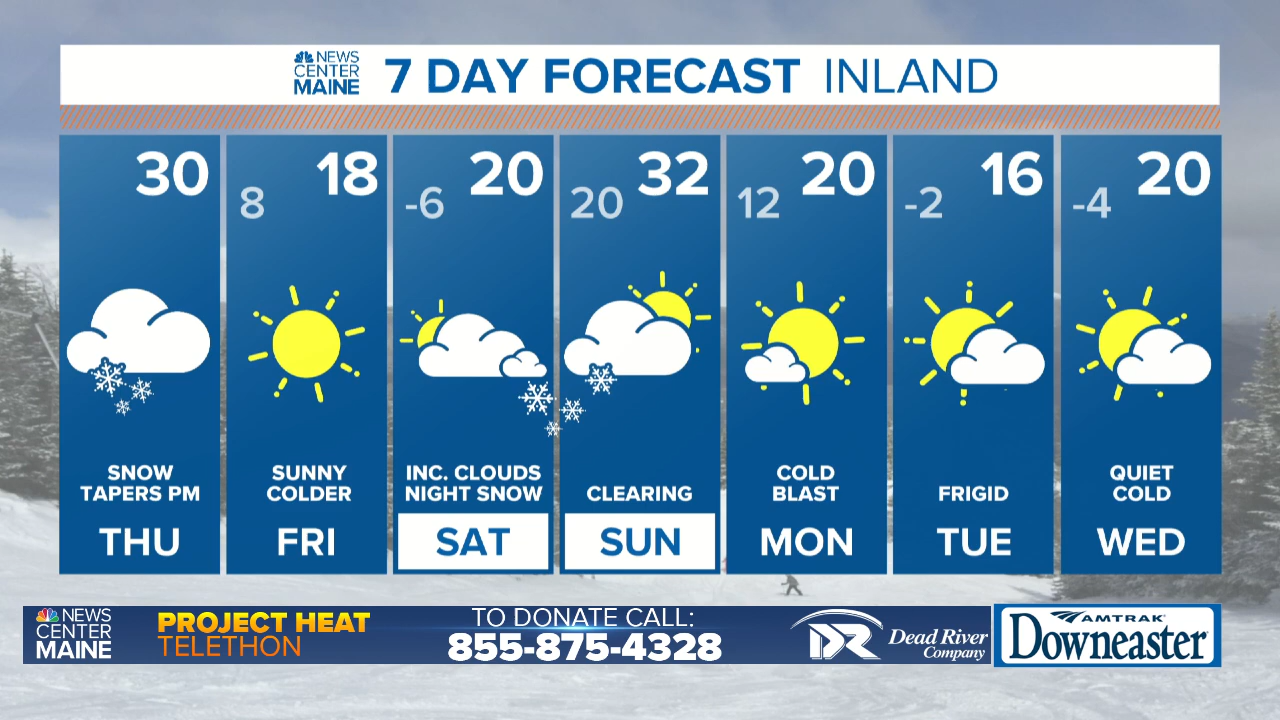 NEWS
CENTER
MAINE
7 DAY FORECAST INLAND
30
8 18
-6 20
20 32
12 20
-2 16
-4 20
SNOW
TAPERS PM
THU
SUNNY
COLDER
FRI
INC. CLOUDS
NIGHT SNOW
SAT
CLEARING
SUN
COLD
BLAST
MON
FRIGID
TUE
QUIET
COLD
WED
NEWS
CENTER
MAINE
PROJECT HEAT
TELETHON
TO DONATE CALL:
855-875-4328
DR
Dead River
Company
AMTRAK
Downeaster